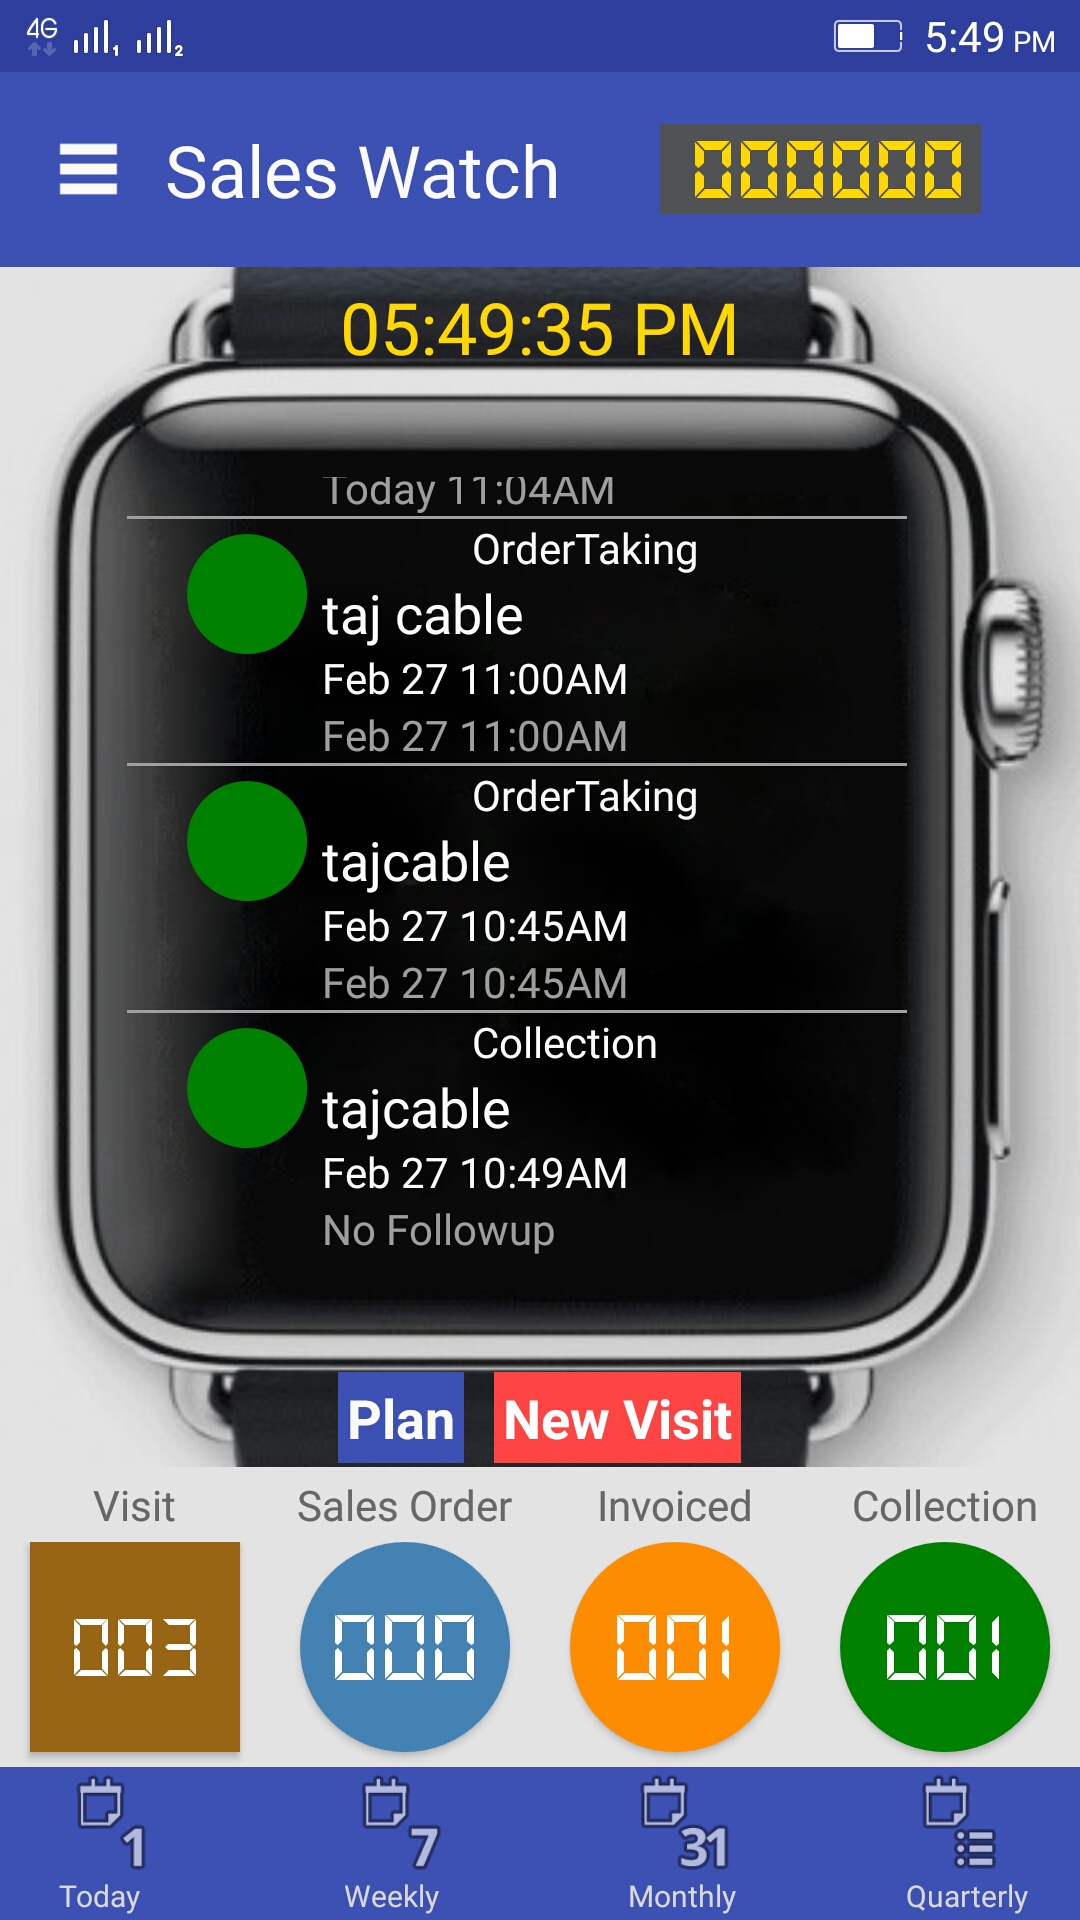 4G 1 2 5:49 PM
Sales Watch 000000
05:49:35 PM
Today 11:04AM
OrderTaking
taj cable
Feb 27 11:00AM
Feb 27 11:00AM
OrderTaking
tajcable
Feb 27 10:45AM
Feb 27 10:45AM
Collection
tajcable
Feb 27 10:49AM
No Followup
Plan New Visit
Visit Sales Order Invoiced Collection
003 000 001 001
1 7 31
Today Weekly Monthly Quarterly